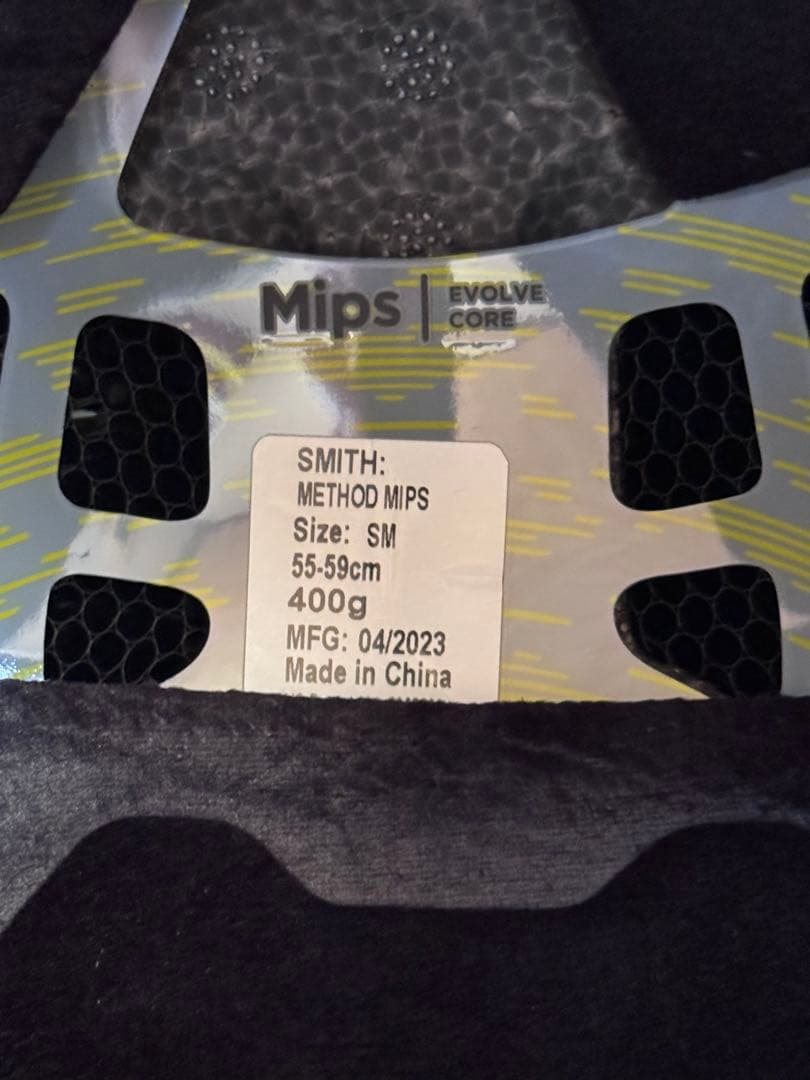 Mips | EVOLVE
CORE
SMITH:
METHOD MIPS
Size: SM
55-59cm
400g
MFG: 04/2023
Made in China